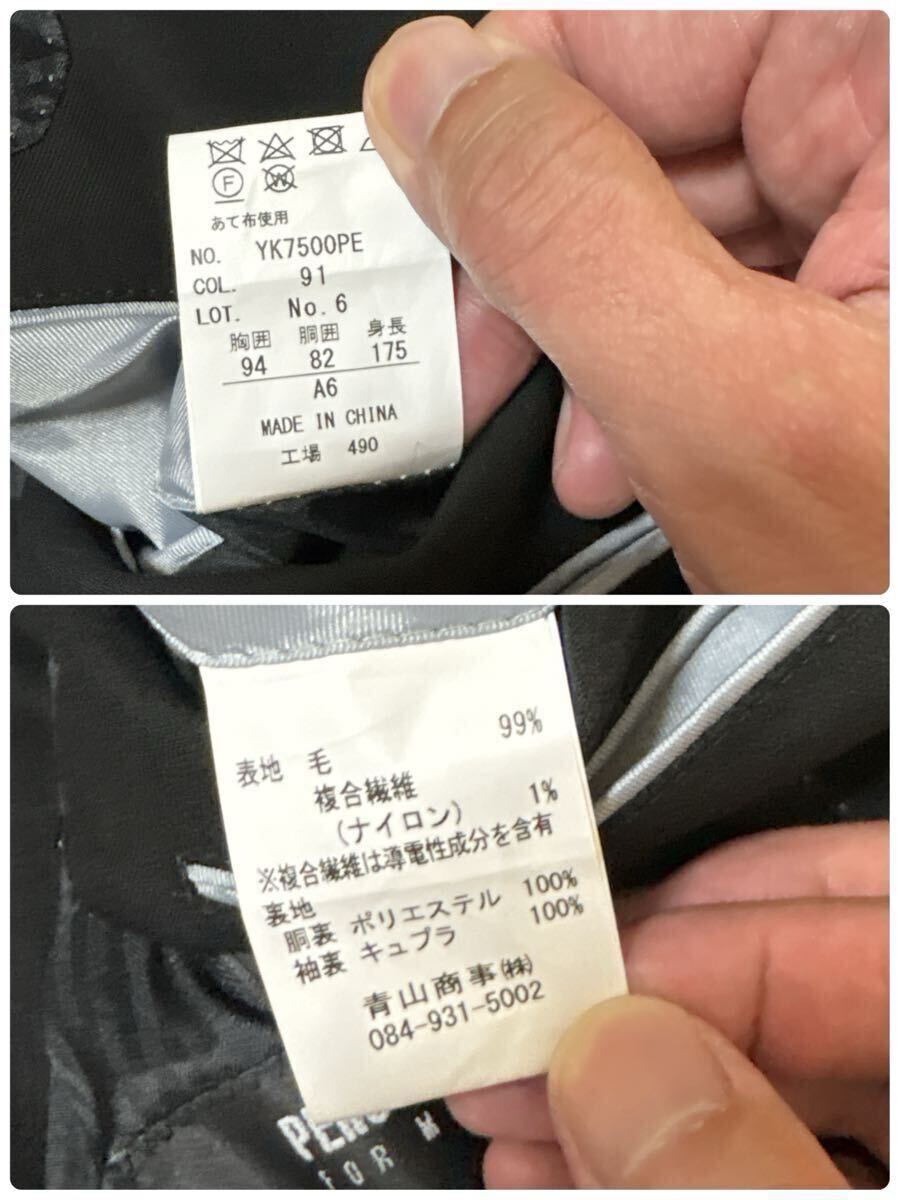 F W
あて布使用
NO. YK7500PE
COL. 91
LOT. No.6
胸囲 胴囲 身長
94 82 175
A6
MADE IN CHINA
工場 490
表地 毛 99%
複合繊維
(ナイロン) 1%
※複合繊維は導電性成分を含有
裏地
胴裏 ポリエステル 100%
袖裏 キュプラ 100%
青山商事㈱
084-931-5002
FOR